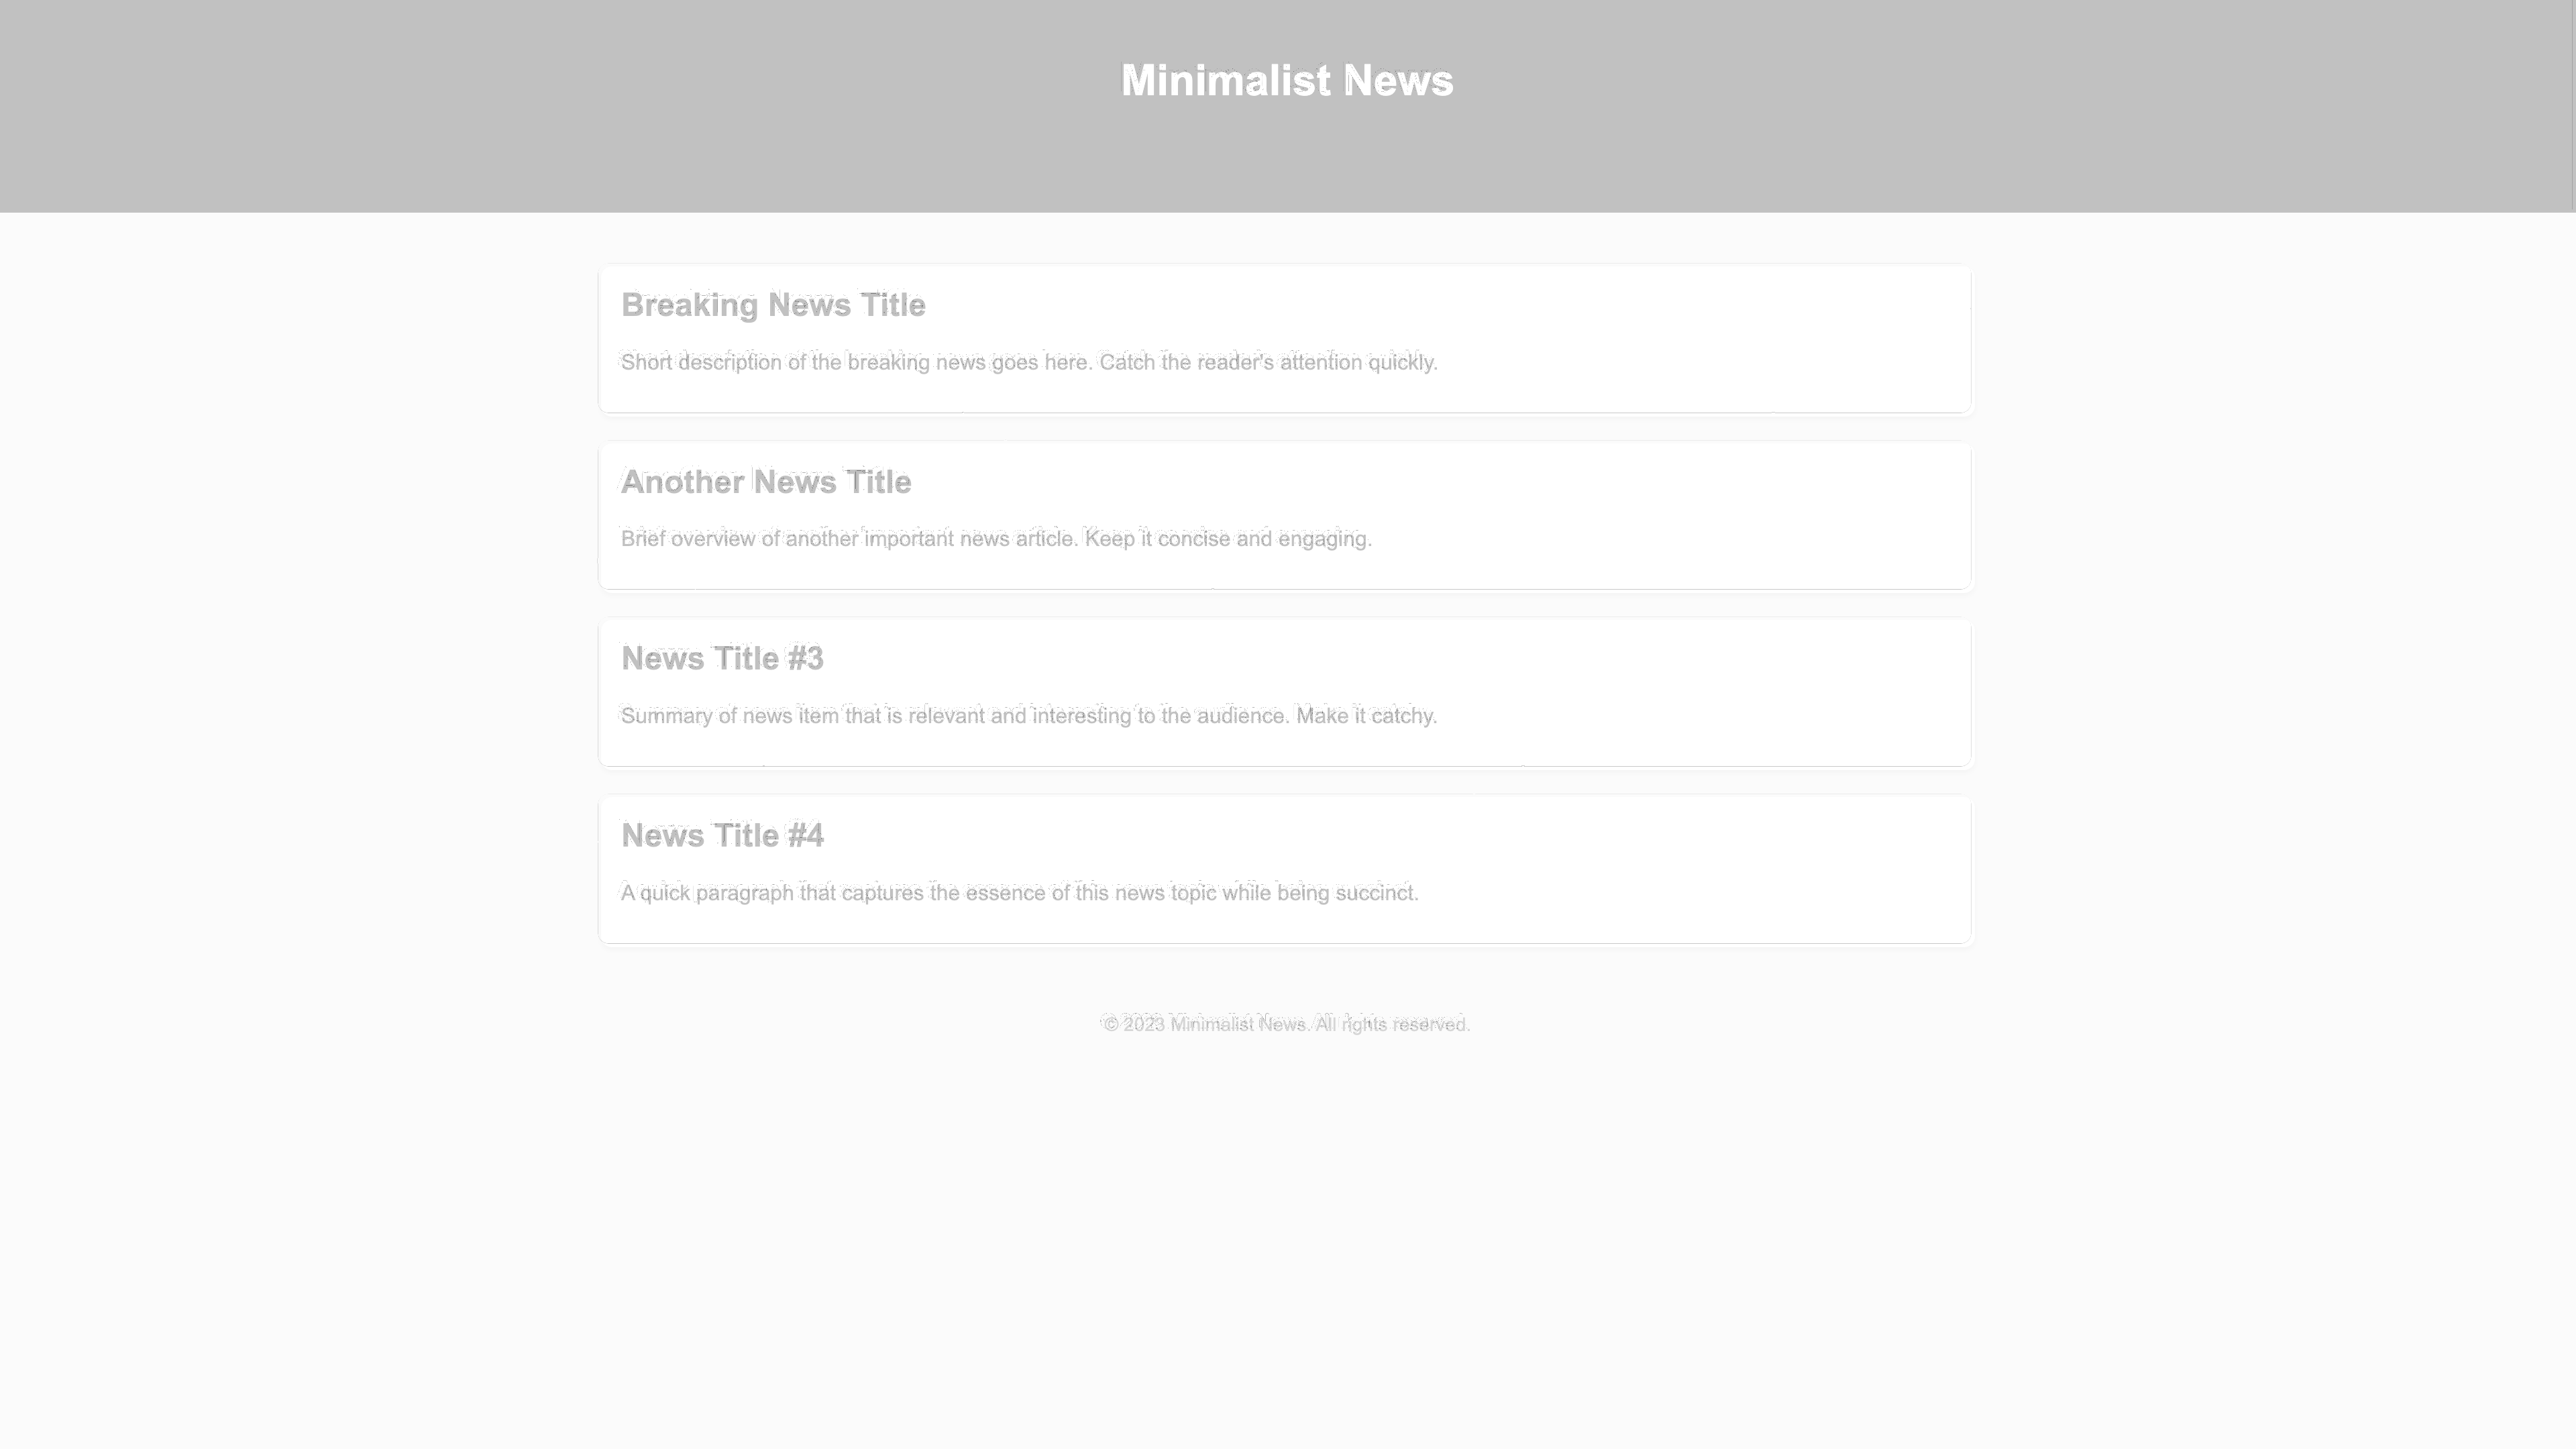 Minimalist News
Breaking News Title
Short description of the breaking news goes here. Catch the reader's attention quickly.
Another News Title
Brief overview of another important news article. Keep it concise and engaging.
News Title #3
Summary of news item that is relevant and interesting to the audience. Make it catchy.
News Title #4
A quick paragraph that captures the essence of this news topic while being succinct.
© 2023 Minimalist News. All rights reserved.